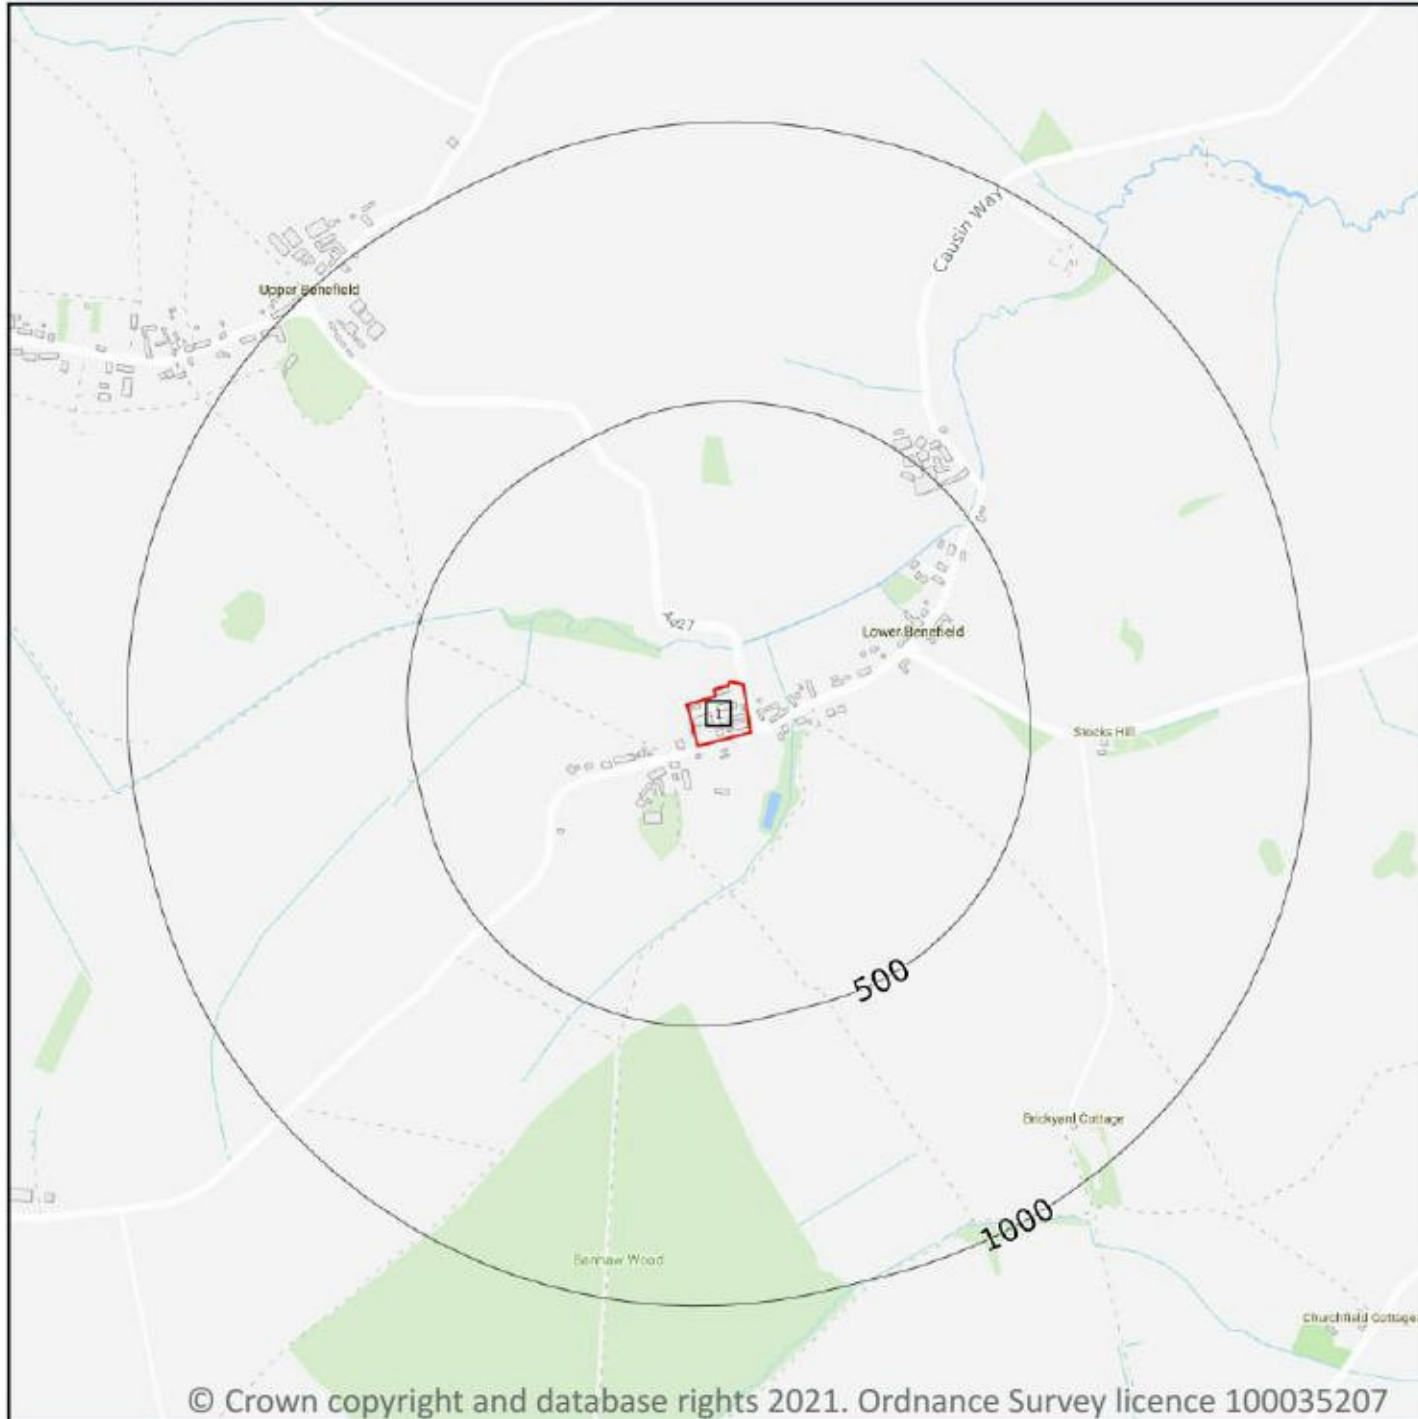 Causin Way
Upper Benefield
A427
Lower Benefield
1
Stocks Hill
500
Brickyard Cottage
1000
Banhaw Wood
Churchfield Cottage
© Crown copyright and database rights 2021. Ordnance Survey licence 100035207